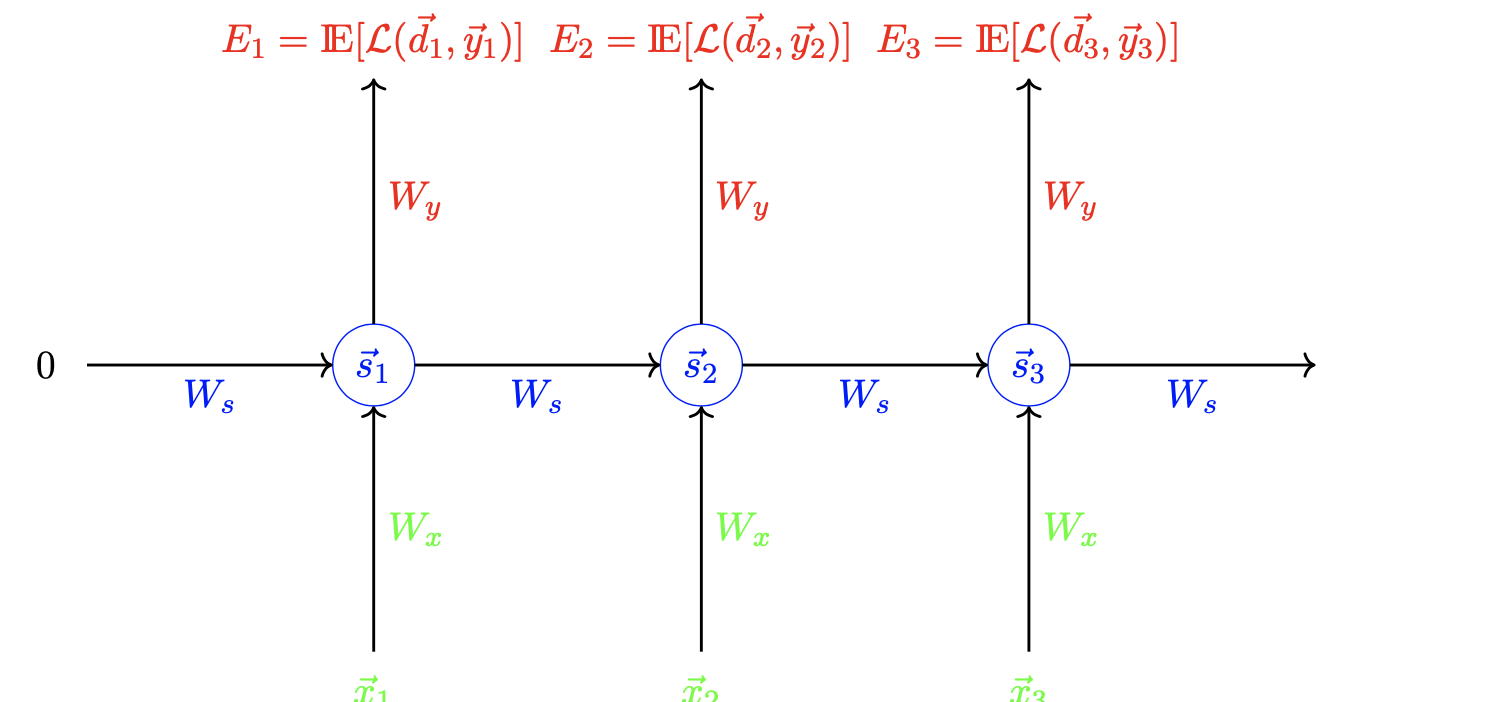 $E_1 = \mathbb{E}[\mathcal{L}(\vec{d}_1, \vec{y}_1)]$ $E_2 = \mathbb{E}[\mathcal{L}(\vec{d}_2, \vec{y}_2)]$ $E_3 = \mathbb{E}[\mathcal{L}(\vec{d}_3, \vec{y}_3)]$
$W_y$ $W_y$ $W_y$
0 $\vec{s}_1$ $\vec{s}_2$ $\vec{s}_3$
$W_s$ $W_s$ $W_s$ $W_s$
$W_x$ $W_x$ $W_x$
$\vec{x}_1$ $\vec{x}_2$ $\vec{x}_3$